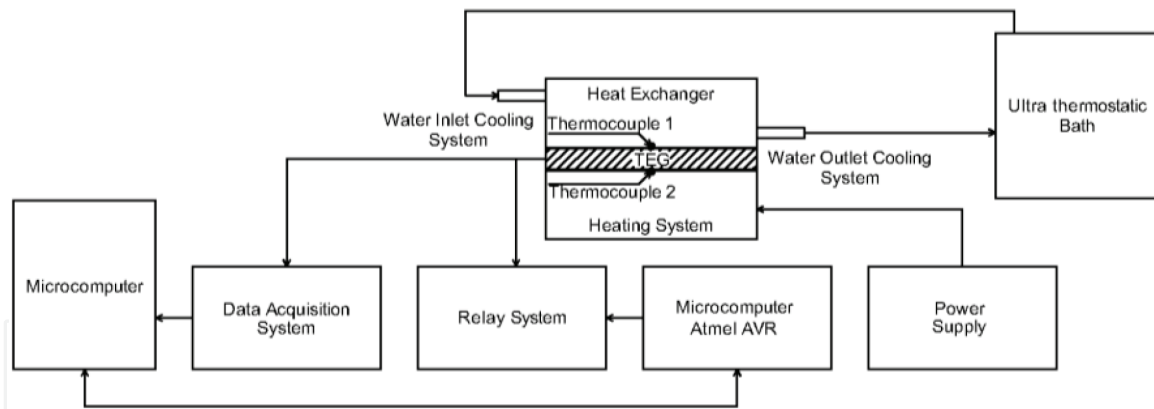 Heat Exchanger
Ultra thermostatic
Bath
Water Inlet Cooling
System
Thermocouple 1
TEG
Water Outlet Cooling
System
Thermocouple 2
Heating System
Microcomputer
Data Acquisition
System
Relay System
Microcomputer
Atmel AVR
Power
Supply